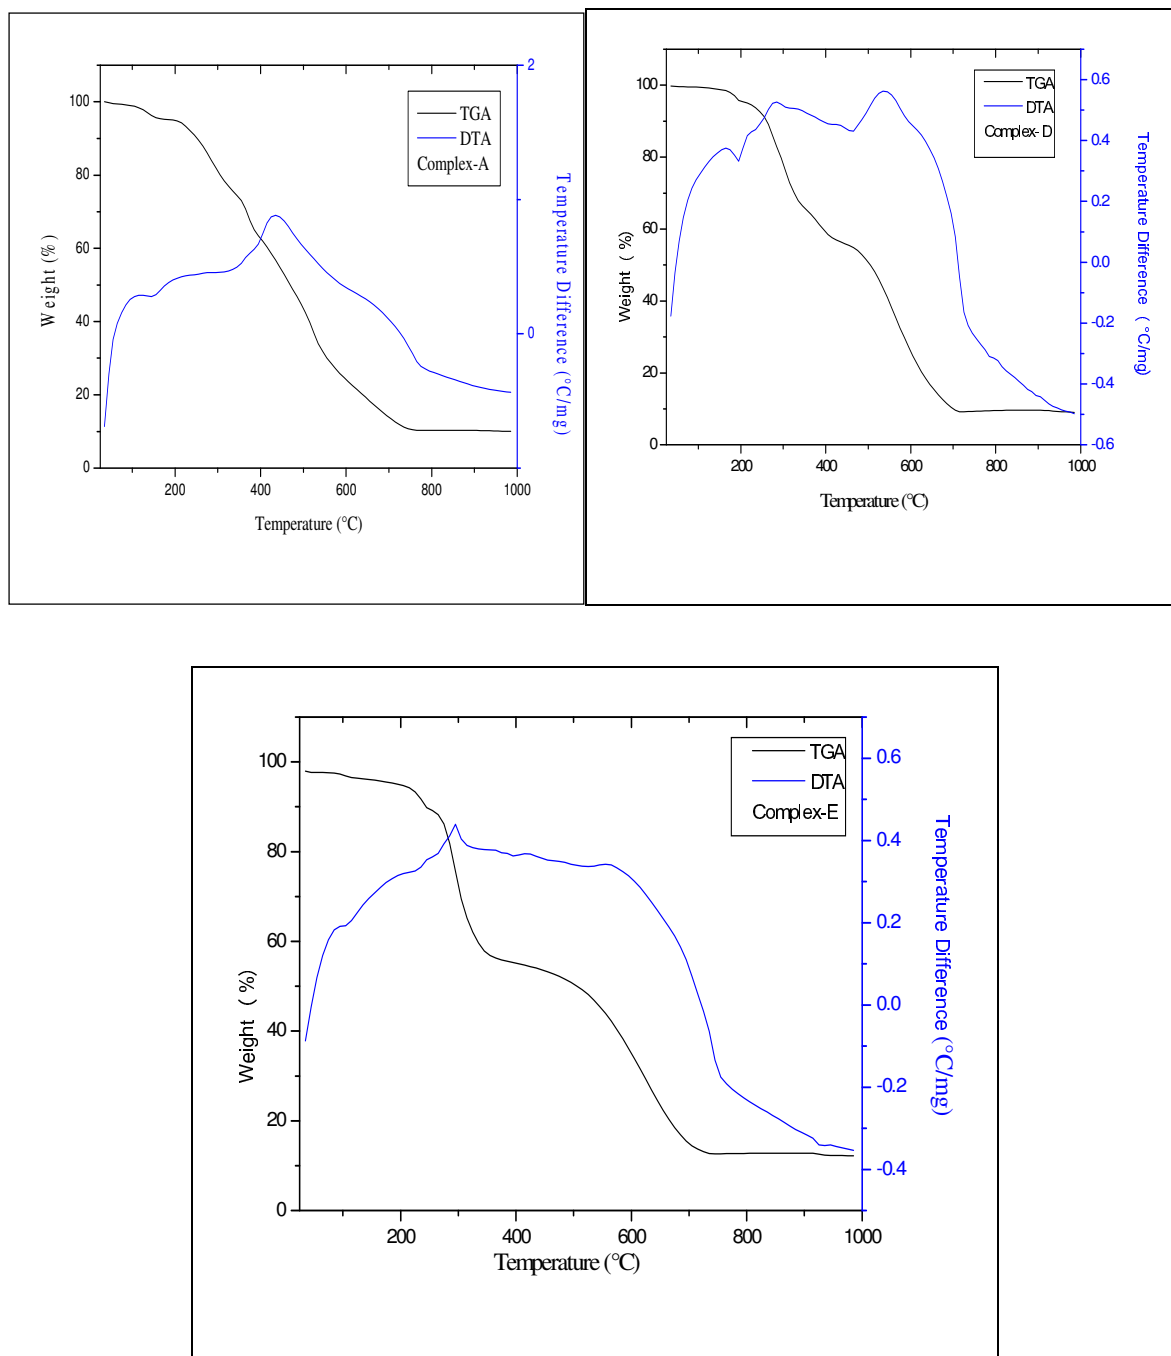 2
100
80
60
40
20
0
Weight (%)
TGA
DTA
Complex-A
0
Temperature Difference (°C/mg)
200
400
600
800
1000
Temperature (°C)
100
80
60
40
20
0
Weight ( %)
TGA
DTA
Complex- D
0.6
0.4
0.2
0.0
-0.2
-0.4
-0.6
Temperature Difference ( °C/mg)
200
400
600
800
1000
Temperature (°C)
100
80
60
40
20
0
Weight ( %)
TGA
DTA
Complex-E
0.6
0.4
0.2
0.0
-0.2
-0.4
Temperature Difference (°C/mg)
200
400
600
800
1000
Temperature (°C)